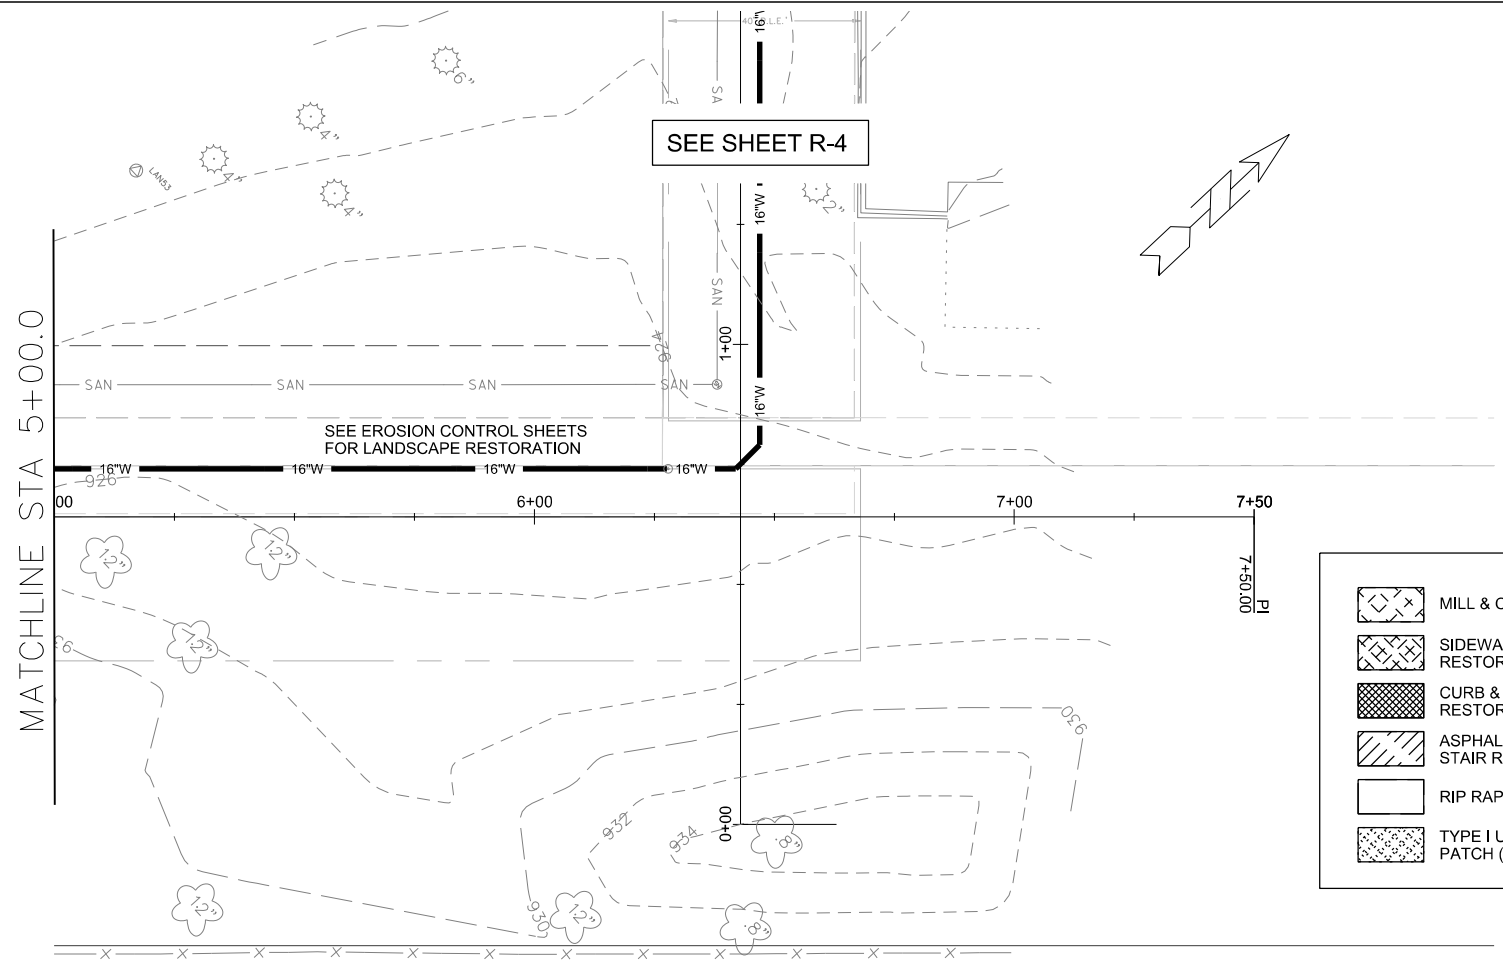 40' P.L.E.
16"W
6"
SAN
4"
SEE SHEET R-4
4"
LAN53
4"
2"
16"W
SAN
MATCHLINE STA 5+00.0
1+00
926
SAN
SAN
SAN
SAN
16"W
SEE EROSION CONTROL SHEETS
FOR LANDSCAPE RESTORATION
16"W
16"W
16"W
16"W
926
00
6+00
7+00
7+50
12"
12"
7+50.00
PI
12"
MILL & O
SIDEWA
RESTOR
CURB &
RESTOR
930
ASPHAL
STAIR R
RIP RAP
932
934
0+00
8"
TYPE I U
PATCH (
12"
930
12"
8"